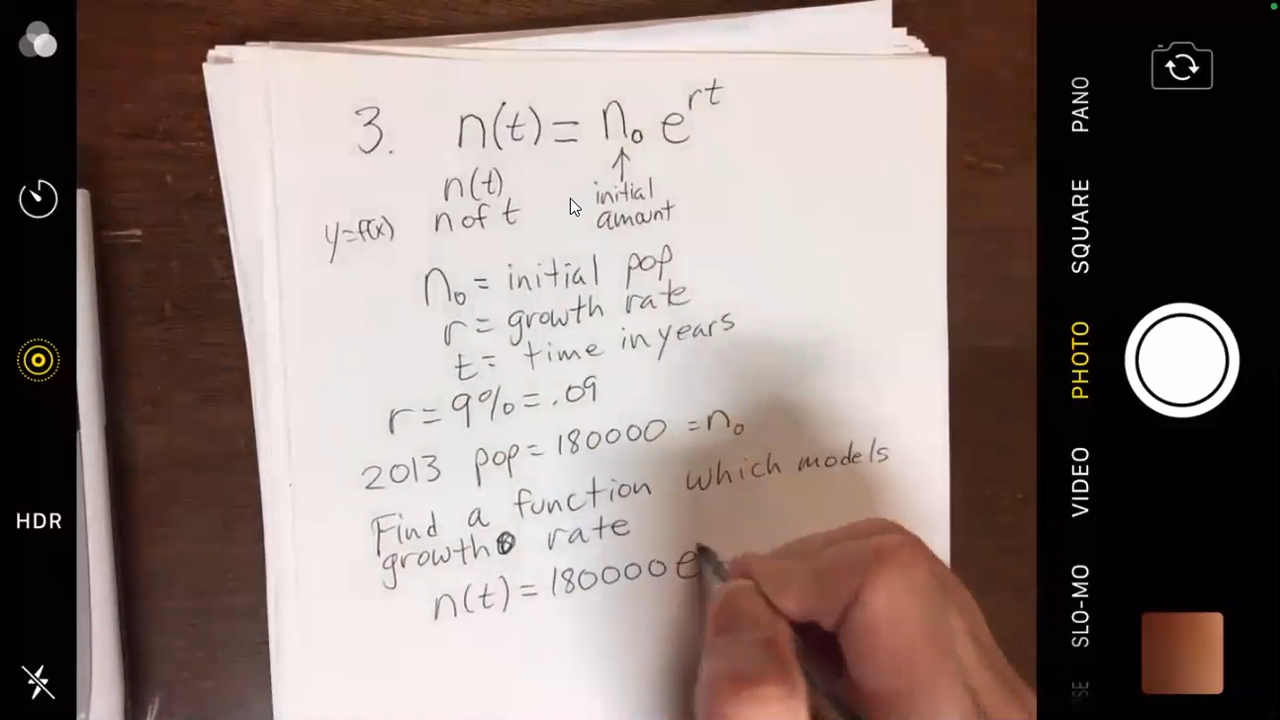 3. n(t) = n₀ e^rt
n(t)
initial
amount
y=f(x) n of t
n₀ = initial pop
r = growth rate
t = time in years
r = 9% = .09
2013 pop = 180000 = n₀
Find a function which models
growth rate
n(t) = 180000 e
HDR
PANO
SQUARE
PHOTO
VIDEO
SLO-MO
SE